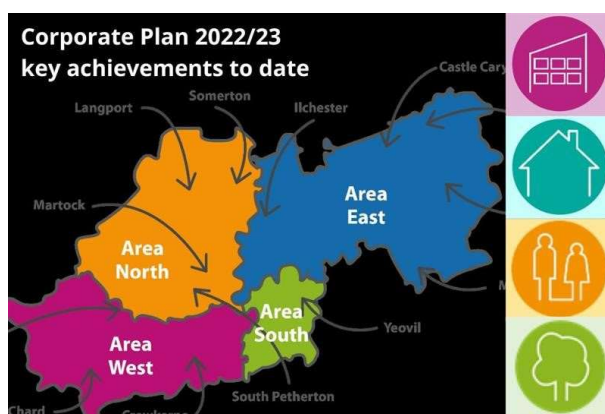 Corporate Plan 2022/23
key achievements to date
Castle Cary
Somerton
Langport
Ilchester
Area
East
Martock
Area
North
Area
South
Yeovil
Area
West
South Petherton
Chard